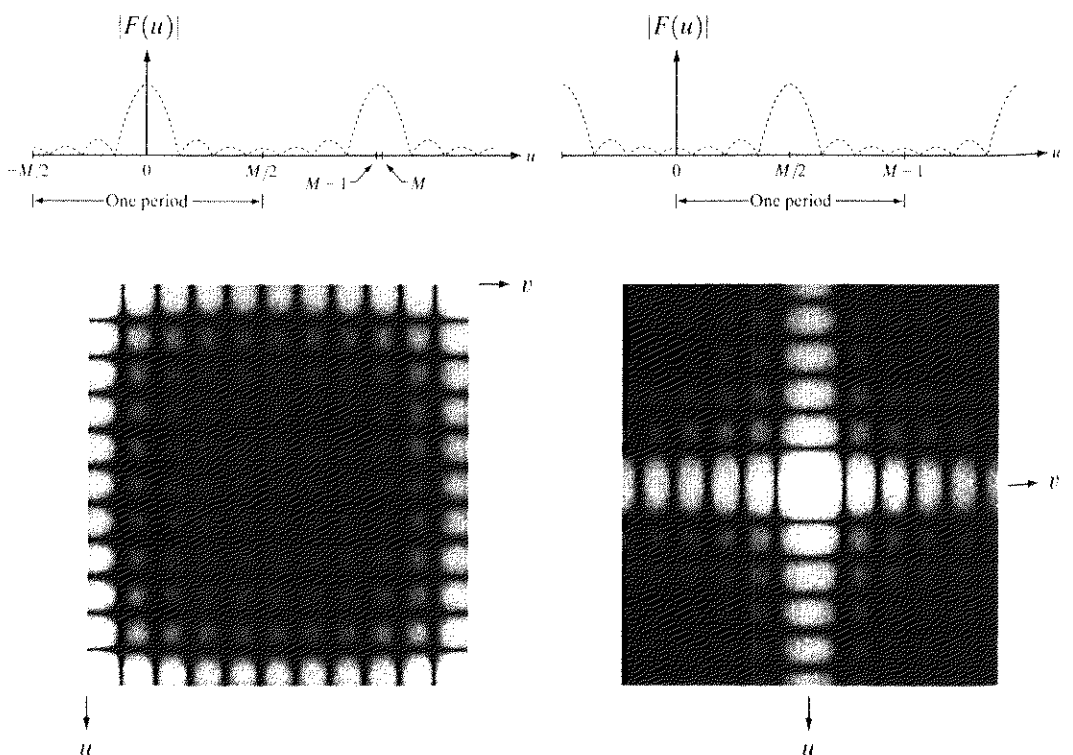 |F(u)|
|F(u)|
u
u
−M/2
0
M/2
M − 1
M
0
M/2
M − 1
One period
One period
v
v
u
u